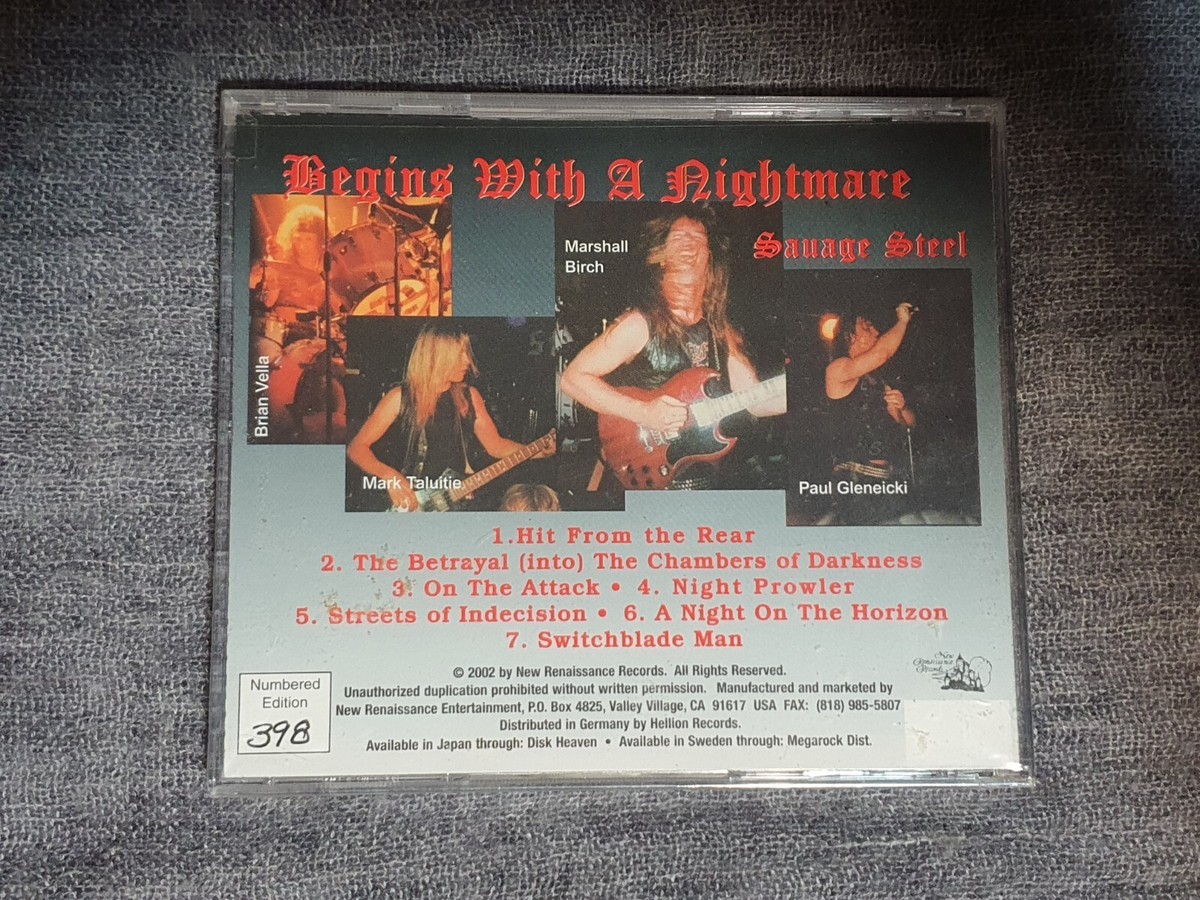 Begins With A Nightmare
Savage Steel
Marshall
Birch
Brian Vella
Mark Taluitie
Paul Gleneicki
1.Hit From the Rear
2. The Betrayal (into) The Chambers of Darkness
3. On The Attack • 4. Night Prowler
5. Streets of Indecision • 6. A Night On The Horizon
7. Switchblade Man
© 2002 by New Renaissance Records. All Rights Reserved.
Unauthorized duplication prohibited without written permission. Manufactured and marketed by
New Renaissance Entertainment, P.O. Box 4825, Valley Village, CA 91617 USA FAX: (818) 985-5807
Distributed in Germany by Hellion Records.
Available in Japan through: Disk Heaven • Available in Sweden through: Megarock Dist.
New
Renaissance
Records
Numbered
Edition
398